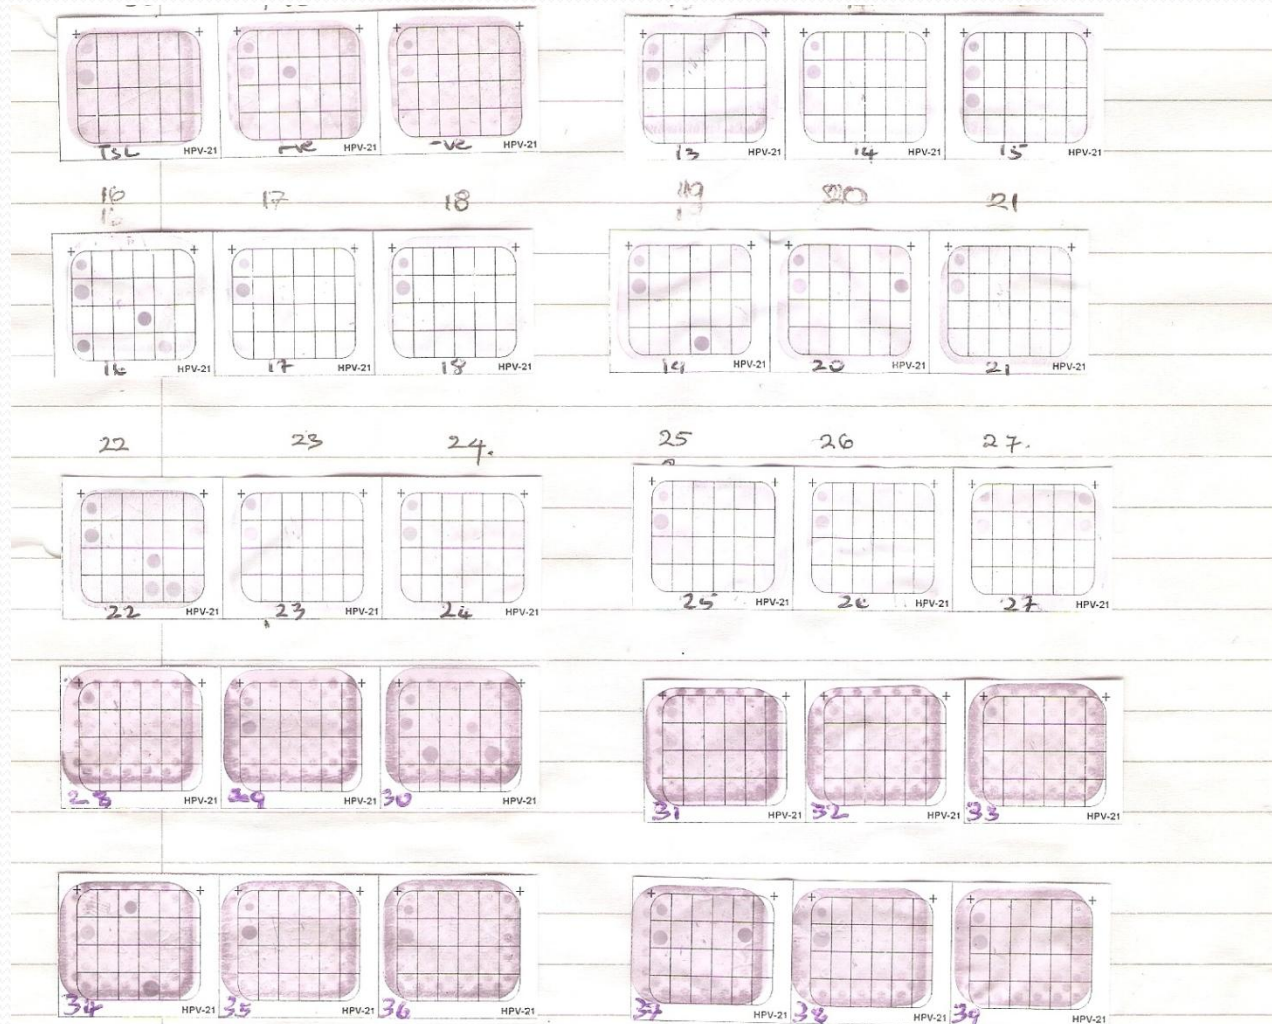 TSL HPV-21 -ve HPV-21 -ve HPV-21 13 HPV-21 14 HPV-21 15 HPV-21
16 17 18 19 20 21
16 HPV-21 17 HPV-21 18 HPV-21 19 HPV-21 20 HPV-21 21 HPV-21
22 23 24. 25 26 27.
22 HPV-21 23 HPV-21 24 HPV-21 25 HPV-21 26 HPV-21 27 HPV-21
28 HPV-21 29 HPV-21 30 HPV-21 31 HPV-21 32 HPV-21 33 HPV-21
34 HPV-21 35 HPV-21 36 HPV-21 37 HPV-21 38 HPV-21 39 HPV-21